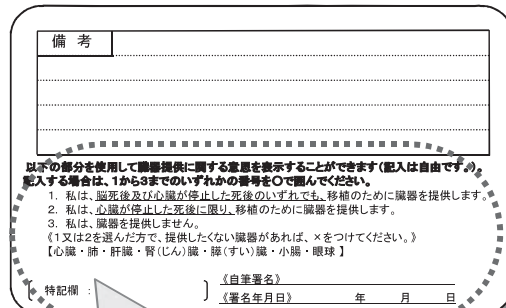 備 考
以下の部分を使用して臓器提供に関する意思を表示することができます(記入は自由です。)。
記入する場合は、1から3までのいずれかの番号を○で囲んでください。
1. 私は、脳死後及び心臓が停止した死後のいずれでも、移植のために臓器を提供します。
2. 私は、心臓が停止した死後に限り、移植のために臓器を提供します。
3. 私は、臓器を提供しません。
《1又は2を選んだ方で、提供したくない臓器があれば、×をつけてください。》
【心臓・肺・肝臓・腎(じん)臓・膵(すい)臓・小腸・眼球 】
〔 特記欄 : 〕
《自筆署名》
《署名年月日》 年 月 日